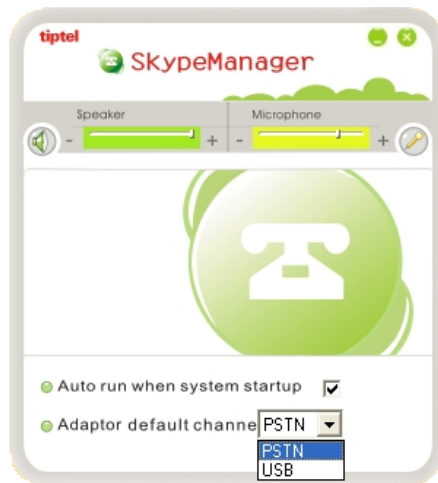 tiptel
SkypeManager
Speaker
Microphone
- +
- +
Auto run when system startup
Adaptor default channe PSTN
PSTN
USB